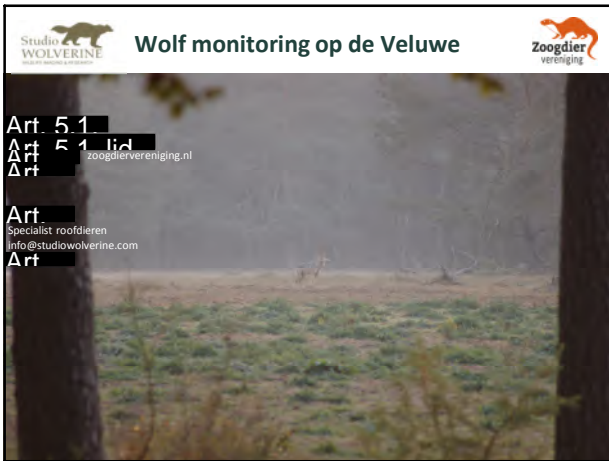 Studio
WOLVERINE
Wolf monitoring op de Veluwe
Zoogdier
vereniging
Art. 5.1.
Art. 5.1. lid
Art zoogdiervereniging.nl
Art.
Art.
Specialist roofdieren
info@studiowolverine.com
Art